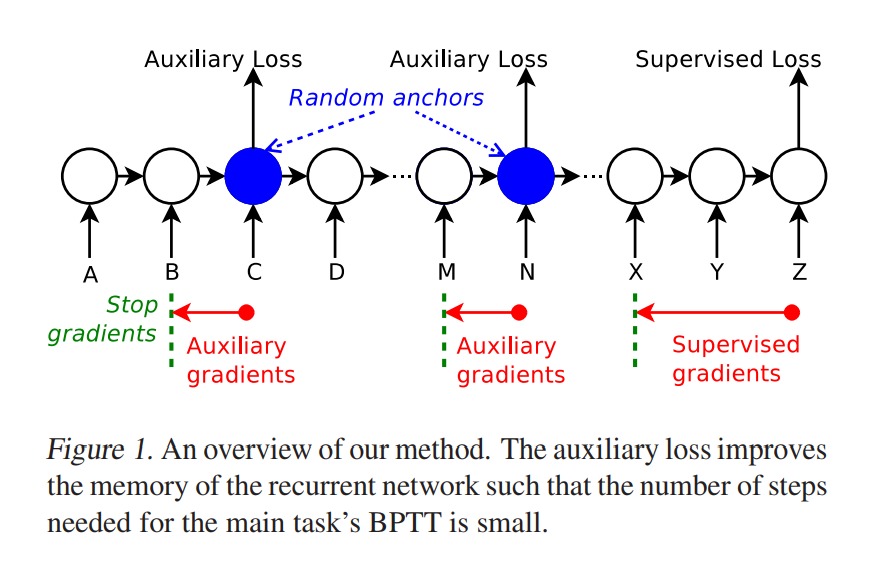 Auxiliary Loss Auxiliary Loss Supervised Loss
Random anchors
A B C D M N X Y Z
Stop
gradients
Auxiliary
gradients
Auxiliary
gradients
Supervised
gradients
Figure 1. An overview of our method. The auxiliary loss improves
the memory of the recurrent network such that the number of steps
needed for the main task's BPTT is small.